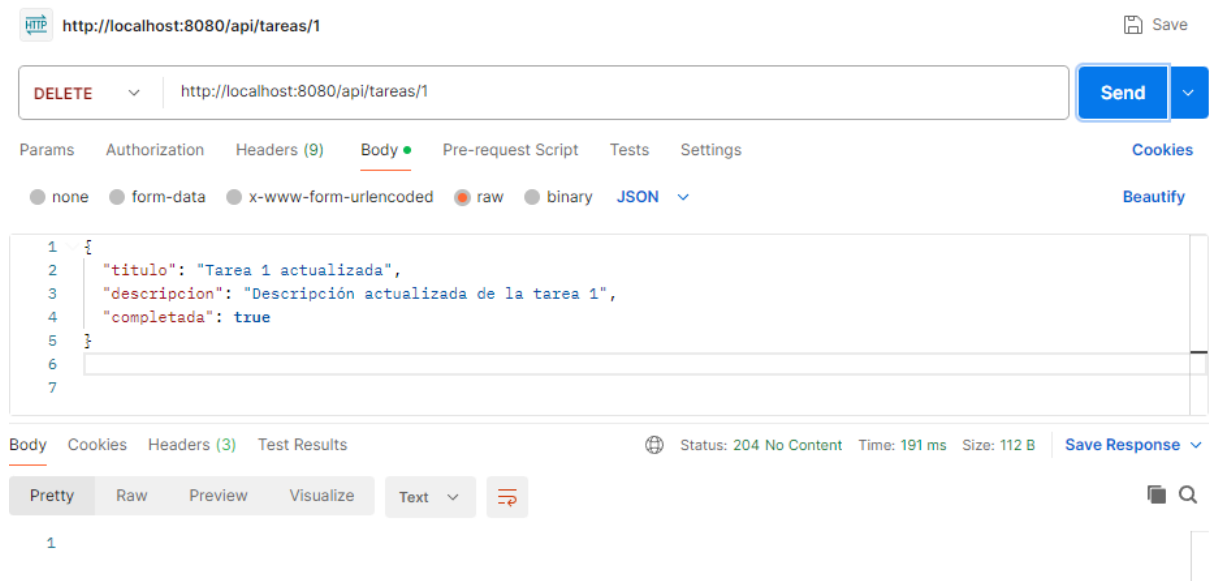 HTTP http://localhost:8080/api/tareas/1 Save
DELETE http://localhost:8080/api/tareas/1 Send
Params Authorization Headers (9) Body Pre-request Script Tests Settings Cookies
none form-data x-www-form-urlencoded raw binary JSON Beautify
1 {
2 "titulo": "Tarea 1 actualizada",
3 "descripcion": "Descripción actualizada de la tarea 1",
4 "completada": true
5 }
6
7
Body Cookies Headers (3) Test Results Status: 204 No Content Time: 191 ms Size: 112 B Save Response
Pretty Raw Preview Visualize Text
1